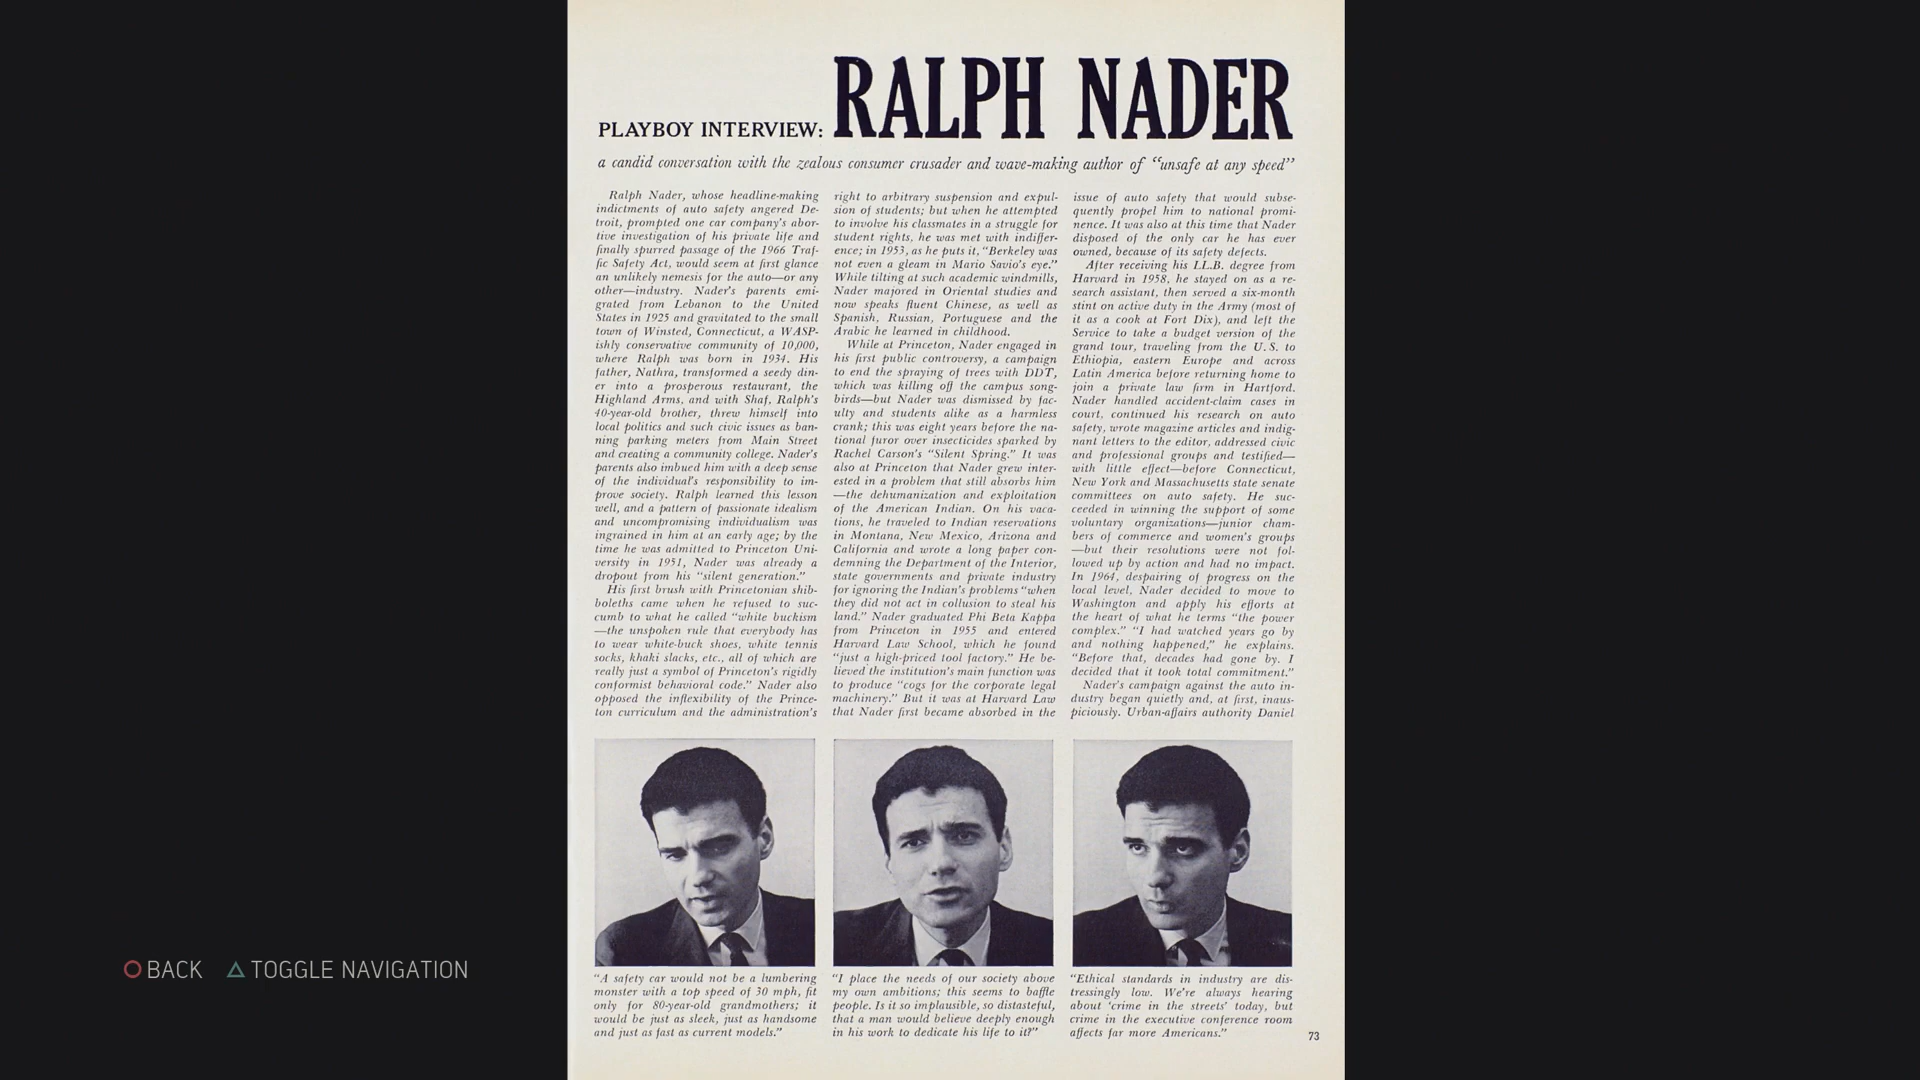 RALPH NADER
PLAYBOY INTERVIEW:
a candid conversation with the zealous consumer crusader and wave-making author of "unsafe at any speed"
Ralph Nader, whose headline-making
indictments of auto safety angered De-
troit, prompted one car company's abor-
tive investigation of his private life and
finally spurred passage of the 1966 Traf-
fic Safety Act, would seem at first glance
an unlikely nemesis for the auto—or any
other—industry. Nader's parents emi-
grated from Lebanon to the United
States in 1925 and gravitated to the small
town of Winsted, Connecticut, a WASP-
ishly conservative community of 10,000,
where Ralph was born in 1934. His
father, Nathra, transformed a seedy din-
er into a prosperous restaurant, the
Highland Arms, and with Shaf, Ralph's
40-year-old brother, threw himself into
local politics and such civic issues as ban-
ning parking meters from Main Street
and creating a community college. Nader's
parents also imbued him with a deep sense
of the individual's responsibility to im-
prove society. Ralph learned this lesson
well, and a pattern of passionate idealism
and uncompromising individualism was
ingrained in him at an early age; by the
time he was admitted to Princeton Uni-
versity in 1951, Nader was already a
dropout from his "silent generation."
His first brush with Princetonian shib-
boleths came when he refused to suc-
cumb to what he called "white buckism
—the unspoken rule that everybody has
to wear white-buck shoes, white tennis
socks, khaki slacks, etc., all of which are
really just a symbol of Princeton's rigidly
conformist behavioral code." Nader also
opposed the inflexibility of the Prince-
ton curriculum and the administration's
right to arbitrary suspension and expul-
sion of students; but when he attempted
to involve his classmates in a struggle for
student rights, he was met with indiffer-
ence; in 1953, as he puts it, "Berkeley was
not even a gleam in Mario Savio's eye."
While tilting at such academic windmills,
Nader majored in Oriental studies and
now speaks fluent Chinese, as well as
Spanish, Russian, Portuguese and the
Arabic he learned in childhood.
While at Princeton, Nader engaged in
his first public controversy, a campaign
to end the spraying of trees with DDT,
which was killing off the campus song-
birds—but Nader was dismissed by fac-
ulty and students alike as a harmless
crank; this was eight years before the na-
tional furor over insecticides sparked by
Rachel Carson's "Silent Spring." It was
also at Princeton that Nader grew inter-
ested in a problem that still absorbs him
—the dehumanization and exploitation
of the American Indian. On his vaca-
tions, he traveled to Indian reservations
in Montana, New Mexico, Arizona and
California and wrote a long paper con-
demning the Department of the Interior,
state governments and private industry
for ignoring the Indian's problems "when
they did not act in collusion to steal his
land." Nader graduated Phi Beta Kappa
from Princeton in 1955 and entered
Harvard Law School, which he found
"just a high-priced tool factory." He be-
lieved the institution's main function was
to produce "cogs for the corporate legal
machinery." But it was at Harvard Law
that Nader first became absorbed in the
issue of auto safety that would subse-
quently propel him to national promi-
nence. It was also at this time that Nader
disposed of the only car he has ever
owned, because of its safety defects.
After receiving his LL.B. degree from
Harvard in 1958, he stayed on as a re-
search assistant, then served a six-month
stint on active duty in the Army (most of
it as a cook at Fort Dix), and left the
Service to take a budget version of the
grand tour, traveling from the U.S. to
Ethiopia, eastern Europe and across
Latin America before returning home to
join a private law firm in Hartford.
Nader handled accident-claim cases in
court, continued his research on auto
safety, wrote magazine articles and indig-
nant letters to the editor, addressed civic
and professional groups and testified—
with little effect—before Connecticut,
New York and Massachusetts state senate
committees on auto safety. He suc-
ceeded in winning the support of some
voluntary organizations—junior cham-
bers of commerce and women's groups
—but their resolutions were not fol-
lowed up by action and had no impact.
In 1964, despairing of progress on the
local level, Nader decided to move to
Washington and apply his efforts at
the heart of what he terms "the power
complex." "I had watched years go by
and nothing happened," he explains.
"Before that, decades had gone by. I
decided that it took total commitment."
Nader's campaign against the auto in-
dustry began quietly and, at first, inaus-
piciously. Urban-affairs authority Daniel
"A safety car would not be a lumbering
monster with a top speed of 30 mph, fit
only for 80-year-old grandmothers; it
would be just as sleek, just as handsome
and just as fast as current models."
"I place the needs of our society above
my own ambitions; this seems to baffle
people. Is it so implausible, so distasteful,
that a man would believe deeply enough
in his work to dedicate his life to it?"
"Ethical standards in industry are dis-
tressingly low. We're always hearing
about 'crime in the streets' today, but
crime in the executive conference room
affects far more Americans."
73
BACK TOGGLE NAVIGATION